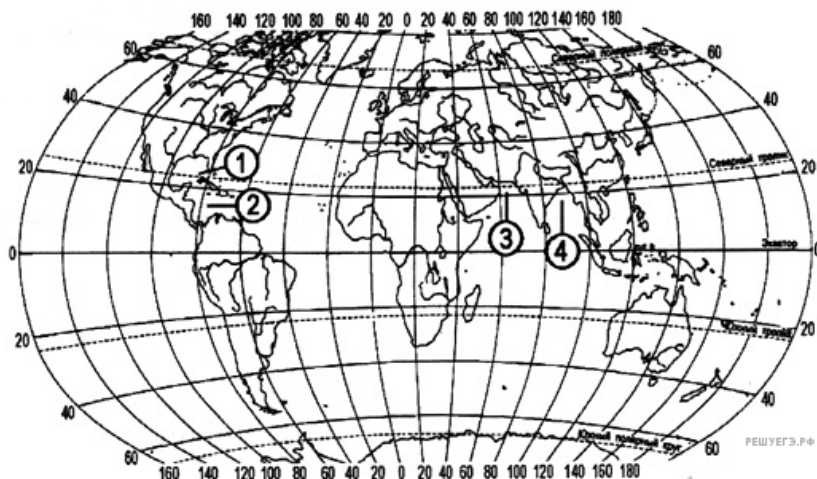 160 140 120 100 80 60 40 20 0 20 40 60 80 100 120 140 160 180
60 Северный полярный круг 60
40 40
1 Северный тропик
20 20
2
3
4 Экватор
0 0
20 Южный тропик 20
40 40
60 Южный полярный круг 60
РЕШУЕГЭ.РФ
160 140 120 100 80 60 40 20 0 20 40 60 80 100 120 140 160 180